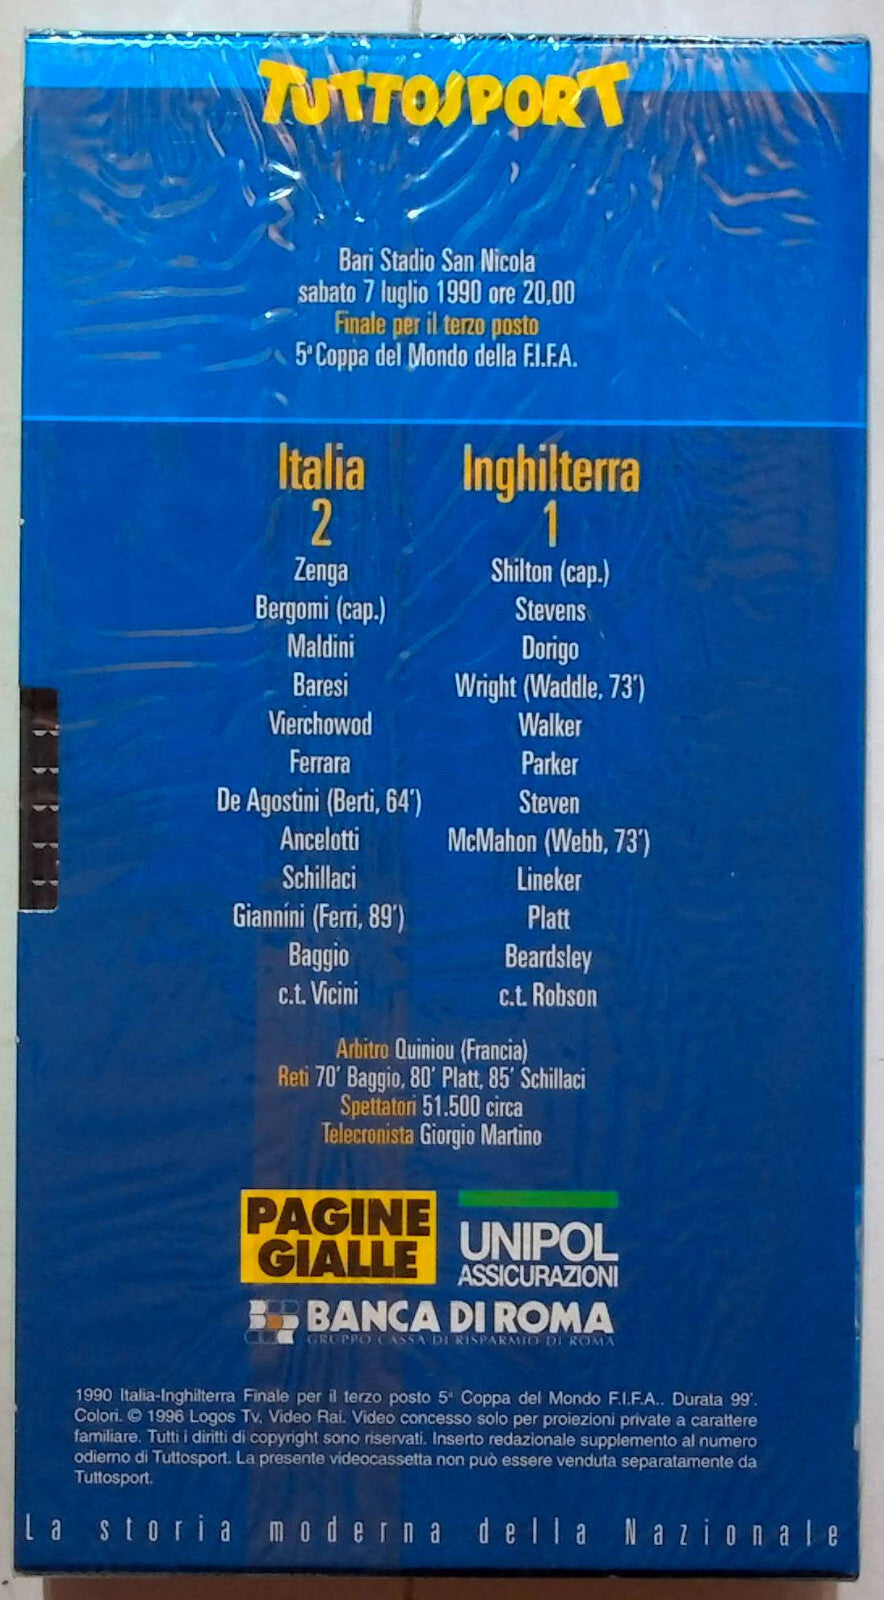 TUTTOSPORT
Bari Stadio San Nicola
sabato 7 luglio 1990 ore 20,00
Finale per il terzo posto
5ª Coppa del Mondo della F.I.F.A.
Italia Inghilterra
2 1
Zenga Shilton (cap.)
Bergomi (cap.) Stevens
Maldini Dorigo
Baresi Wright (Waddle, 73')
Vierchowod Walker
Ferrara Parker
De Agostini (Berti, 64') Steven
Ancelotti McMahon (Webb, 73')
Schillaci Lineker
Giannini (Ferri, 89') Platt
Baggio Beardsley
c.t. Vicini c.t. Robson
Arbitro Quiniou (Francia)
Reti 70' Baggio, 80' Platt, 85' Schillaci
Spettatori 51.500 circa
Telecronista Giorgio Martino
PAGINE
GIALLE
UNIPOL
ASSICURAZIONI
BANCA DI ROMA
GRUPPO CASSA DI RISPARMIO DI ROMA
1990 Italia-Inghilterra Finale per il terzo posto 5ª Coppa del Mondo F.I.F.A.. Durata 99'.
Colori. © 1996 Logos Tv, Video Rai. Video concesso solo per proiezioni private a carattere
familiare. Tutti i diritti di copyright sono riservati. Inserto redazionale supplemento al numero
odierno di Tuttosport. La presente videocassetta non può essere venduta separatamente da
Tuttosport.
La storia moderna della Nazionale